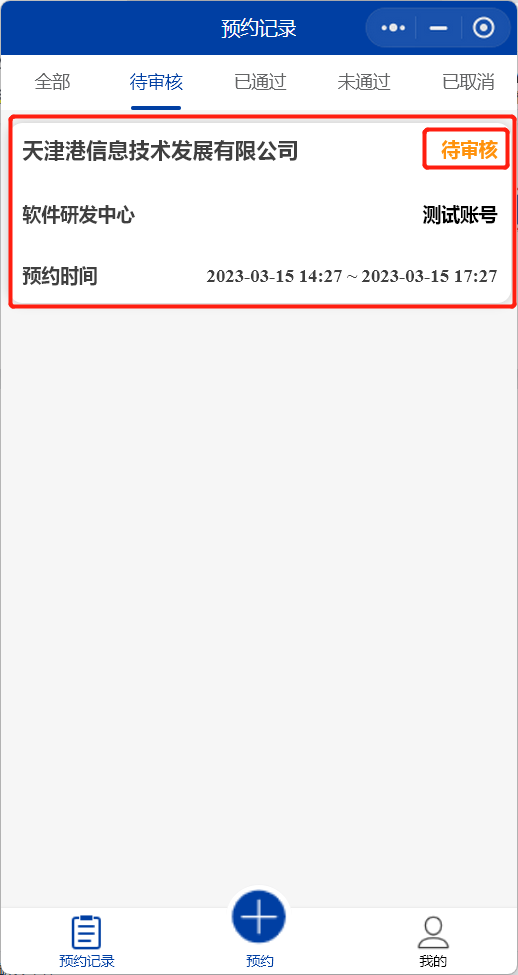 预约记录
全部 待审核 已通过 未通过 已取消
天津港信息技术发展有限公司 待审核
软件研发中心 测试账号
预约时间 2023-03-15 14:27 ~ 2023-03-15 17:27
预约记录 预约 我的